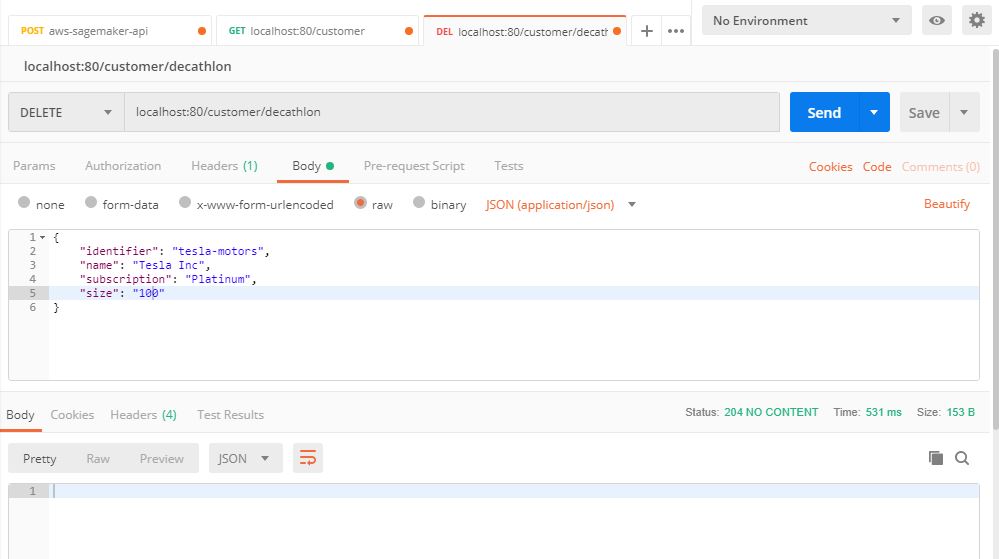 POST aws-sagemaker-api
GET localhost:80/customer
DEL localhost:80/customer/decath
+ •••
No Environment
localhost:80/customer/decathlon
DELETE localhost:80/customer/decathlon Send Save
Params Authorization Headers (1) Body Pre-request Script Tests Cookies Code Comments (0)
none form-data x-www-form-urlencoded raw binary JSON (application/json) Beautify
1 {
2 "identifier": "tesla-motors",
3 "name": "Tesla Inc",
4 "subscription": "Platinum",
5 "size": "100"
6 }
Body Cookies Headers (4) Test Results Status: 204 NO CONTENT Time: 531 ms Size: 153 B
Pretty Raw Preview JSON
1